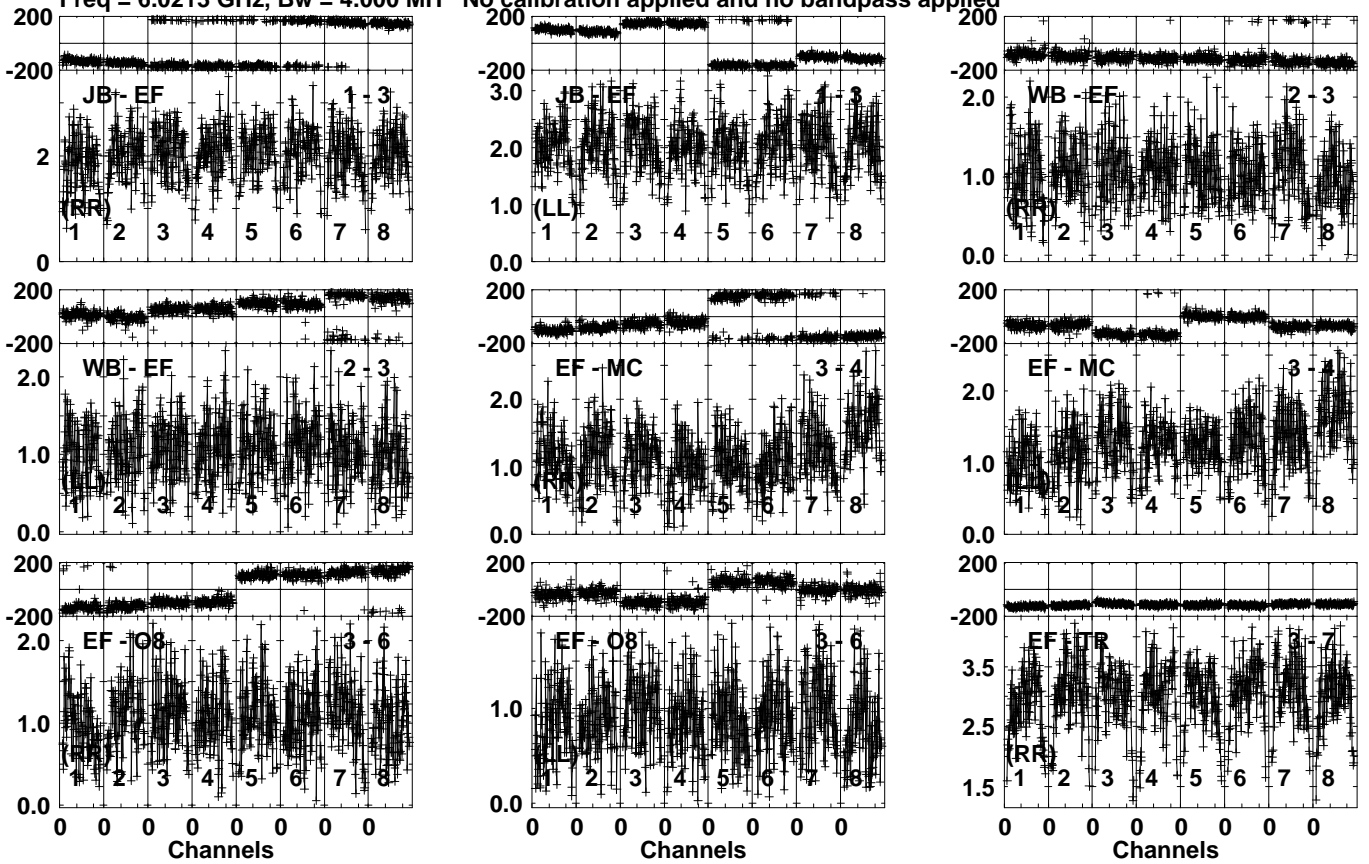 Freq = 6.0213 GHz, Bw = 4.000 MH No calibration applied and no bandpass applied
200 200 200
-200 -200 -200
JB - EF 1 - 3 3.0 JB - EF 1 - 3 2.0 WB - EF 2 - 3
2 2.0 1.0
(RR) 1.0 (LL) (RR)
1 2 3 4 5 6 7 8 1 2 3 4 5 6 7 8 1 2 3 4 5 6 7 8
0 0.0 0.0
200 200 200
-200 -200 -200
WB - EF 2 - 3 EF - MC 3 - 4 EF - MC 3 - 4
2.0 2.0 2.0
1.0 1.0 1.0
(LL) (RR) (LL)
1 2 3 4 5 6 7 8 1 2 3 4 5 6 7 8 1 2 3 4 5 6 7 8
0.0 0.0 0.0
200 200 200
-200 -200 -200
2.0 EF - O8 3 - 6 2.0 EF - O8 3 - 6 EF - TR 3 - 7
3.5
1.0 1.0 2.5
(RR) (LL) (RR)
1 2 3 4 5 6 7 8 1 2 3 4 5 6 7 8 1 2 3 4 5 6 7 8
0.0 0.0 1.5
0 0 0 0 0 0 0 0 0 0 0 0 0 0 0 0 0 0 0 0 0 0 0 0
Channels Channels Channels